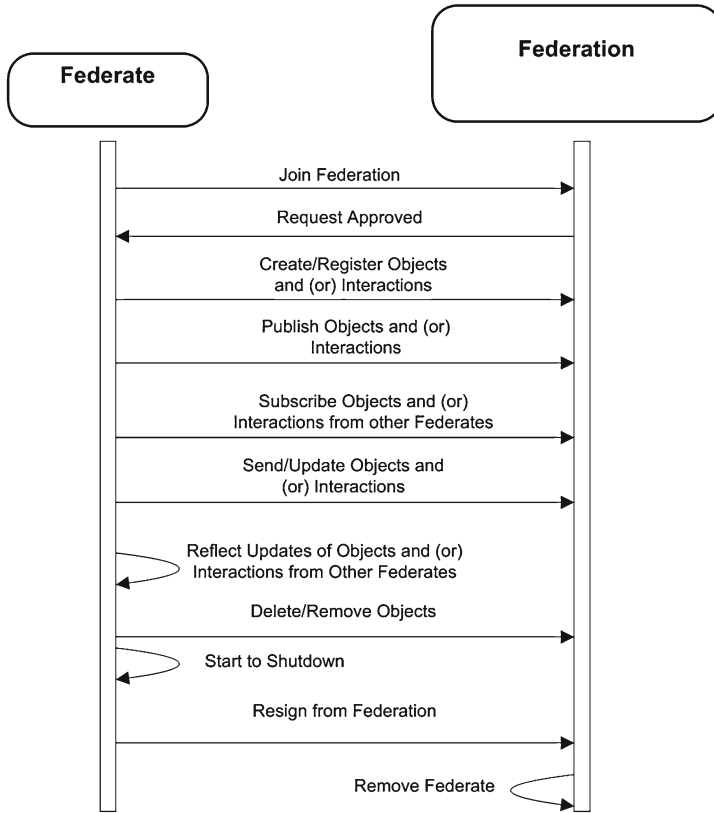 Federate
Federation
Join Federation
Request Approved
Create/Register Objects
and (or) Interactions
Publish Objects and (or)
Interactions
Subscribe Objects and (or)
Interactions from other Federates
Send/Update Objects and
(or) Interactions
Reflect Updates of Objects and (or)
Interactions from Other Federates
Delete/Remove Objects
Start to Shutdown
Resign from Federation
Remove Federate